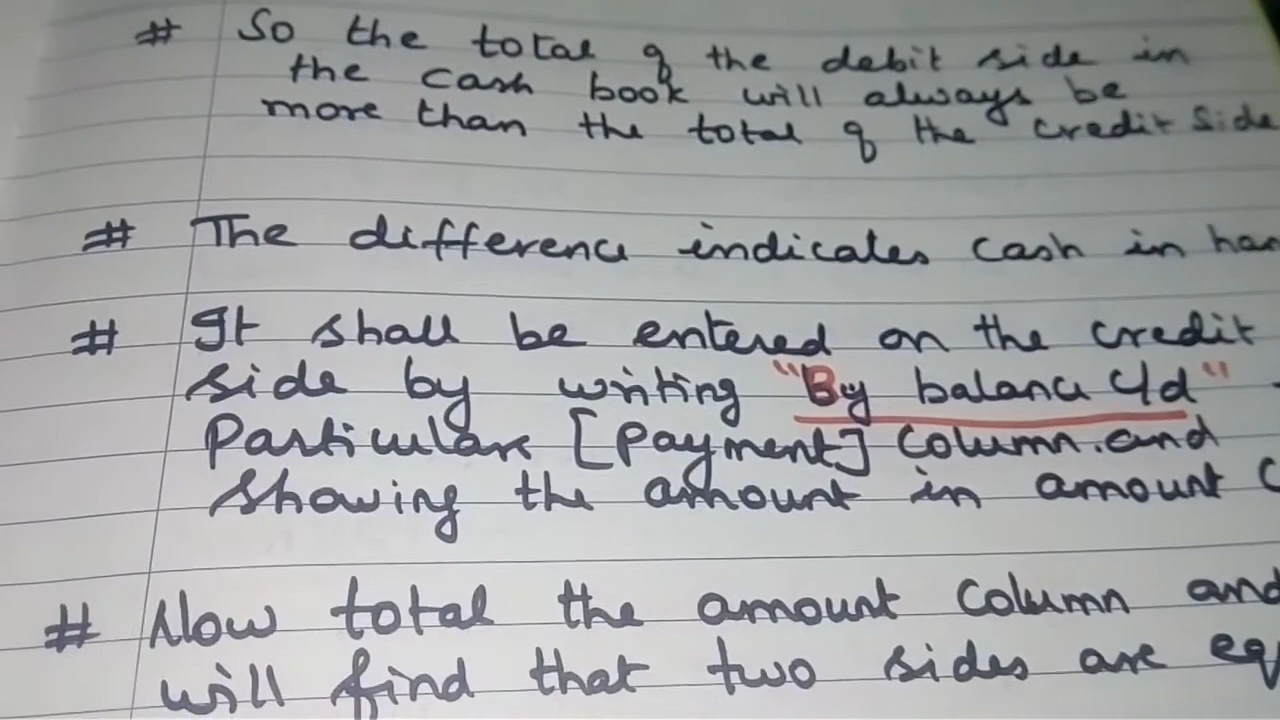 # So the total of the debit side in
the cash book will always be
more than the total of the credit side
# The difference indicates cash in
# It shall be entered on the credit
side by writing "By balance c/d"
Particulars [Payment] Column. and
showing the amount in amount
# Now total the amount Column and
will find that two sides are